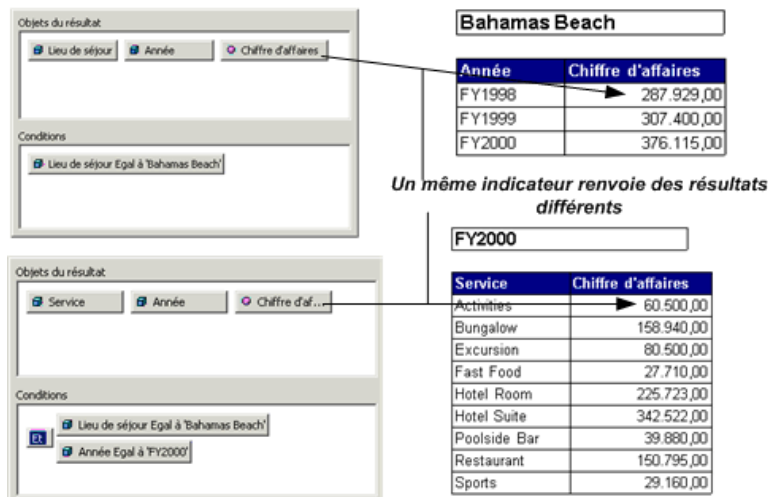 Objets du résultat
Lieu de séjour Année Chiffre d'affaires
Conditions
Lieu de séjour Egal à 'Bahamas Beach'
Bahamas Beach
Année Chiffre d'affaires
FY1998 287.929,00
FY1999 307.400,00
FY2000 376.115,00
Un même indicateur renvoie des résultats
différents
Objets du résultat
Service Année Chiffre d'af...
Conditions
Et
Lieu de séjour Egal à 'Bahamas Beach'
Année Egal à 'FY2000'
FY2000
Service Chiffre d'affaires
Activities 60.500,00
Bungalow 158.940,00
Excursion 80.500,00
Fast Food 27.710,00
Hotel Room 225.723,00
Hotel Suite 342.522,00
Poolside Bar 39.880,00
Restaurant 150.795,00
Sports 29.160,00